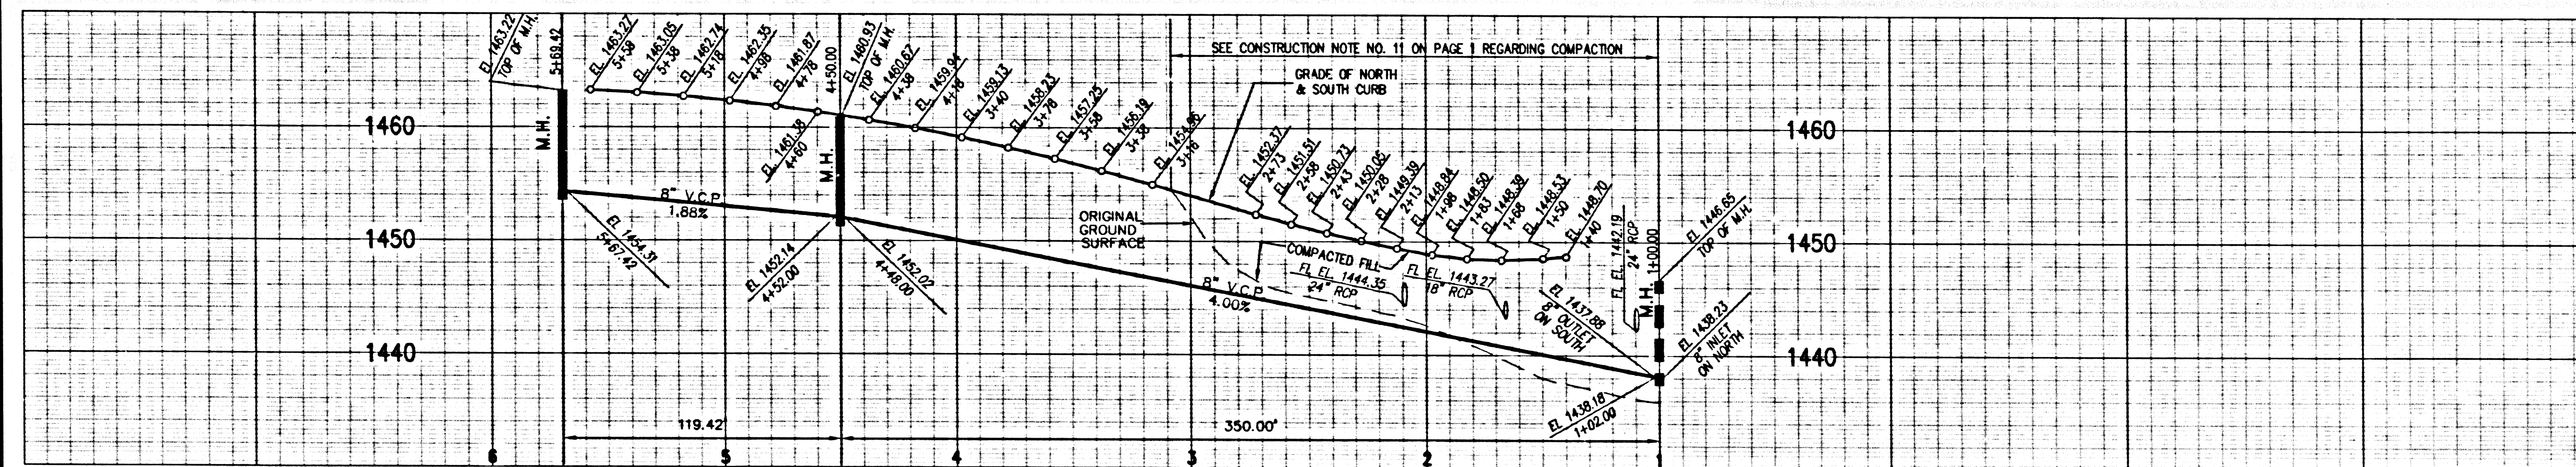 EL 1463.22
TOP OF M.H.
5+69.42
EL 1463.27
5+58
EL 1463.05
5+38
EL 1462.74
5+18
EL 1462.35
4+98
EL 1461.87
4+78
4+50.00
EL 1460.93
TOP OF M.H.
EL 1460.67
4+38
EL 1459.94
4+18
EL 1459.13
3+40
EL 1458.23
3+78
EL 1457.25
3+58
EL 1456.19
3+38
EL 1454.96
3+16
SEE CONSTRUCTION NOTE NO. 11 ON PAGE 1 REGARDING COMPACTION
GRADE OF NORTH
& SOUTH CURB
EL 1452.37
2+73
EL 1451.51
2+58
EL 1450.73
2+43
EL 1450.05
2+28
EL 1449.39
2+13
EL 1448.84
1+98
EL 1448.50
1+83
EL 1448.39
1+68
EL 1448.53
1+50
EL 1448.70
1+40
FL EL 1442.19
24" RCP
1+00.00
EL 1446.65
TOP OF M.H.
1460
M.H.
EL 1461.38
4+60
M.H.
1460
8" V.C.P
1.88%
ORIGINAL
GROUND
SURFACE
COMPACTED FILL
FL EL 1444.35
24" RCP
FL EL 1443.27
18" RCP
M.H.
1450
EL 1454.31
5+67.42
EL 1452.14
4+52.00
EL 1452.02
4+48.00
8" V.C.P
4.00%
EL 1437.88
8" OUTLET
ON SOUTH
EL 1438.23
8" INLET
ON NORTH
1450
1440
1440
EL 1438.18
1+02.00
119.42'
350.00'
6
5
4
3
2
1